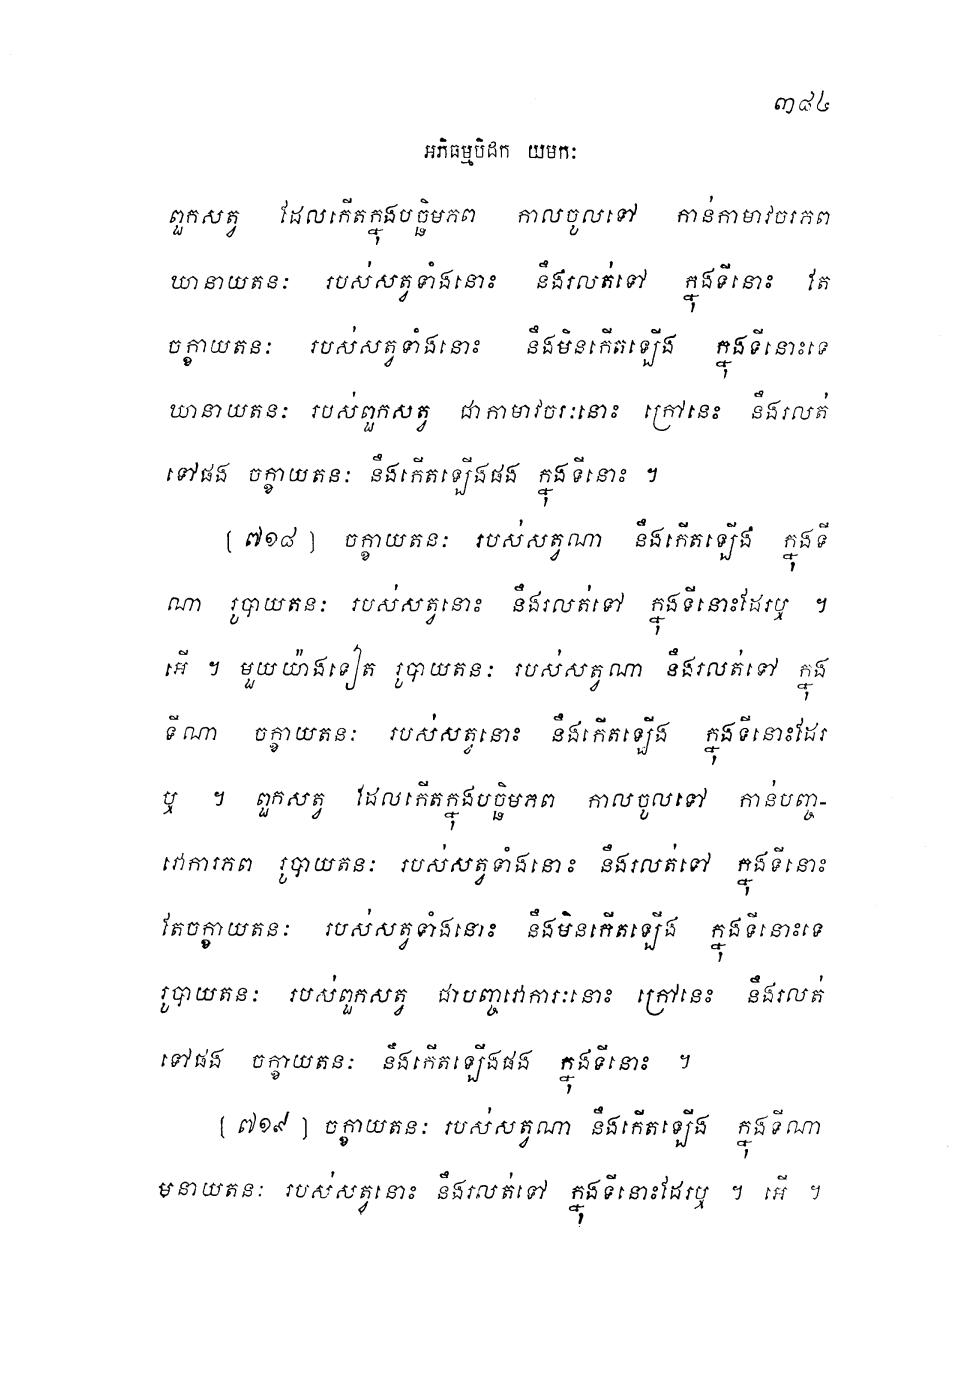 ៣៨៤
អភិធម្មបិដក យមកៈ
ពួកសត្វ ដែលកើតក្នុងបច្ឆិមភព កាលចូលទៅ កាន់កាមាវចរភព
ឃានាយតនៈ របស់សត្វទាំងនោះ នឹងរលត់ទៅ ក្នុងទីនោះ តែ
ចក្ខាយតនៈ របស់សត្វទាំងនោះ នឹងមិនកើតឡើង ក្នុងទីនោះទេ
ឃានាយតនៈ របស់ពួកសត្វ ជាកាមាវចរៈនោះ ក្រៅនេះ នឹងរលត់
ទៅផង ចក្ខាយតនៈ នឹងកើតឡើងផង ក្នុងទីនោះ ។
[ ៧១៨ ] ចក្ខាយតនៈ របស់សត្វណា នឹងកើតឡើង ក្នុងទី
ណា រូបាយតនៈ របស់សត្វនោះ នឹងរលត់ទៅ ក្នុងទីនោះដែរឬ ។
អើ ។ មួយយ៉ាងទៀត រូបាយតនៈ របស់សត្វណា នឹងរលត់ទៅ ក្នុង
ទីណា ចក្ខាយតនៈ របស់សត្វនោះ នឹងកើតឡើង ក្នុងទីនោះដែរ
ឬ ។ ពួកសត្វ ដែលកើតក្នុងបច្ឆិមភព កាលចូលទៅ កាន់បញ្ច-
វោការភព រូបាយតនៈ របស់សត្វទាំងនោះ នឹងរលត់ទៅ ក្នុងទីនោះ
តែចក្ខាយតនៈ របស់សត្វទាំងនោះ នឹងមិនកើតឡើង ក្នុងទីនោះទេ
រូបាយតនៈ របស់ពួកសត្វ ជាបញ្ចវោការៈនោះ ក្រៅនេះ នឹងរលត់
ទៅផង ចក្ខាយតនៈ នឹងកើតឡើងផង ក្នុងទីនោះ ។
[ ៧១៩ ] ចក្ខាយតនៈ របស់សត្វណា នឹងកើតឡើង ក្នុងទីណា
មនាយតនៈ របស់សត្វនោះ នឹងរលត់ទៅ ក្នុងទីនោះដែរឬ ។ អើ ។